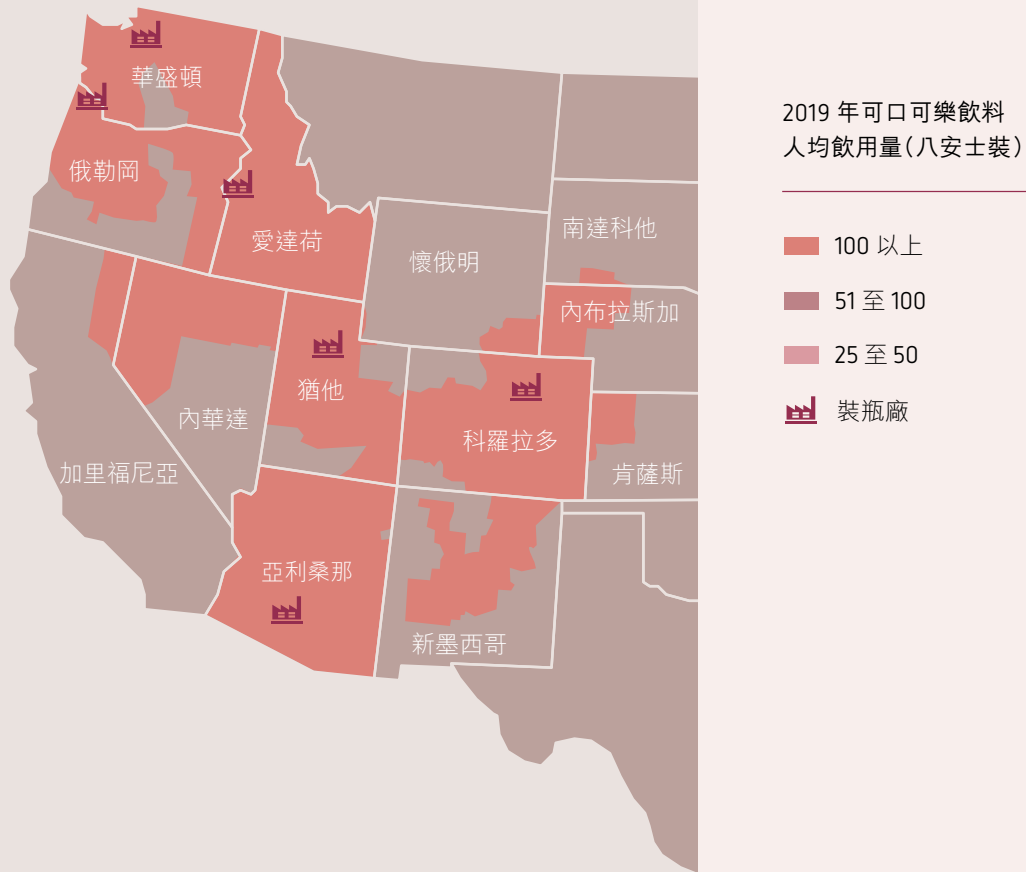 華盛頓
俄勒岡
愛達荷
懷俄明
南達科他
內布拉斯加
猶他
內華達
科羅拉多
加里福尼亞
肯薩斯
亞利桑那
新墨西哥
2019 年可口可樂飲料
人均飲用量(八安士裝)
100 以上
51 至 100
25 至 50
裝瓶廠